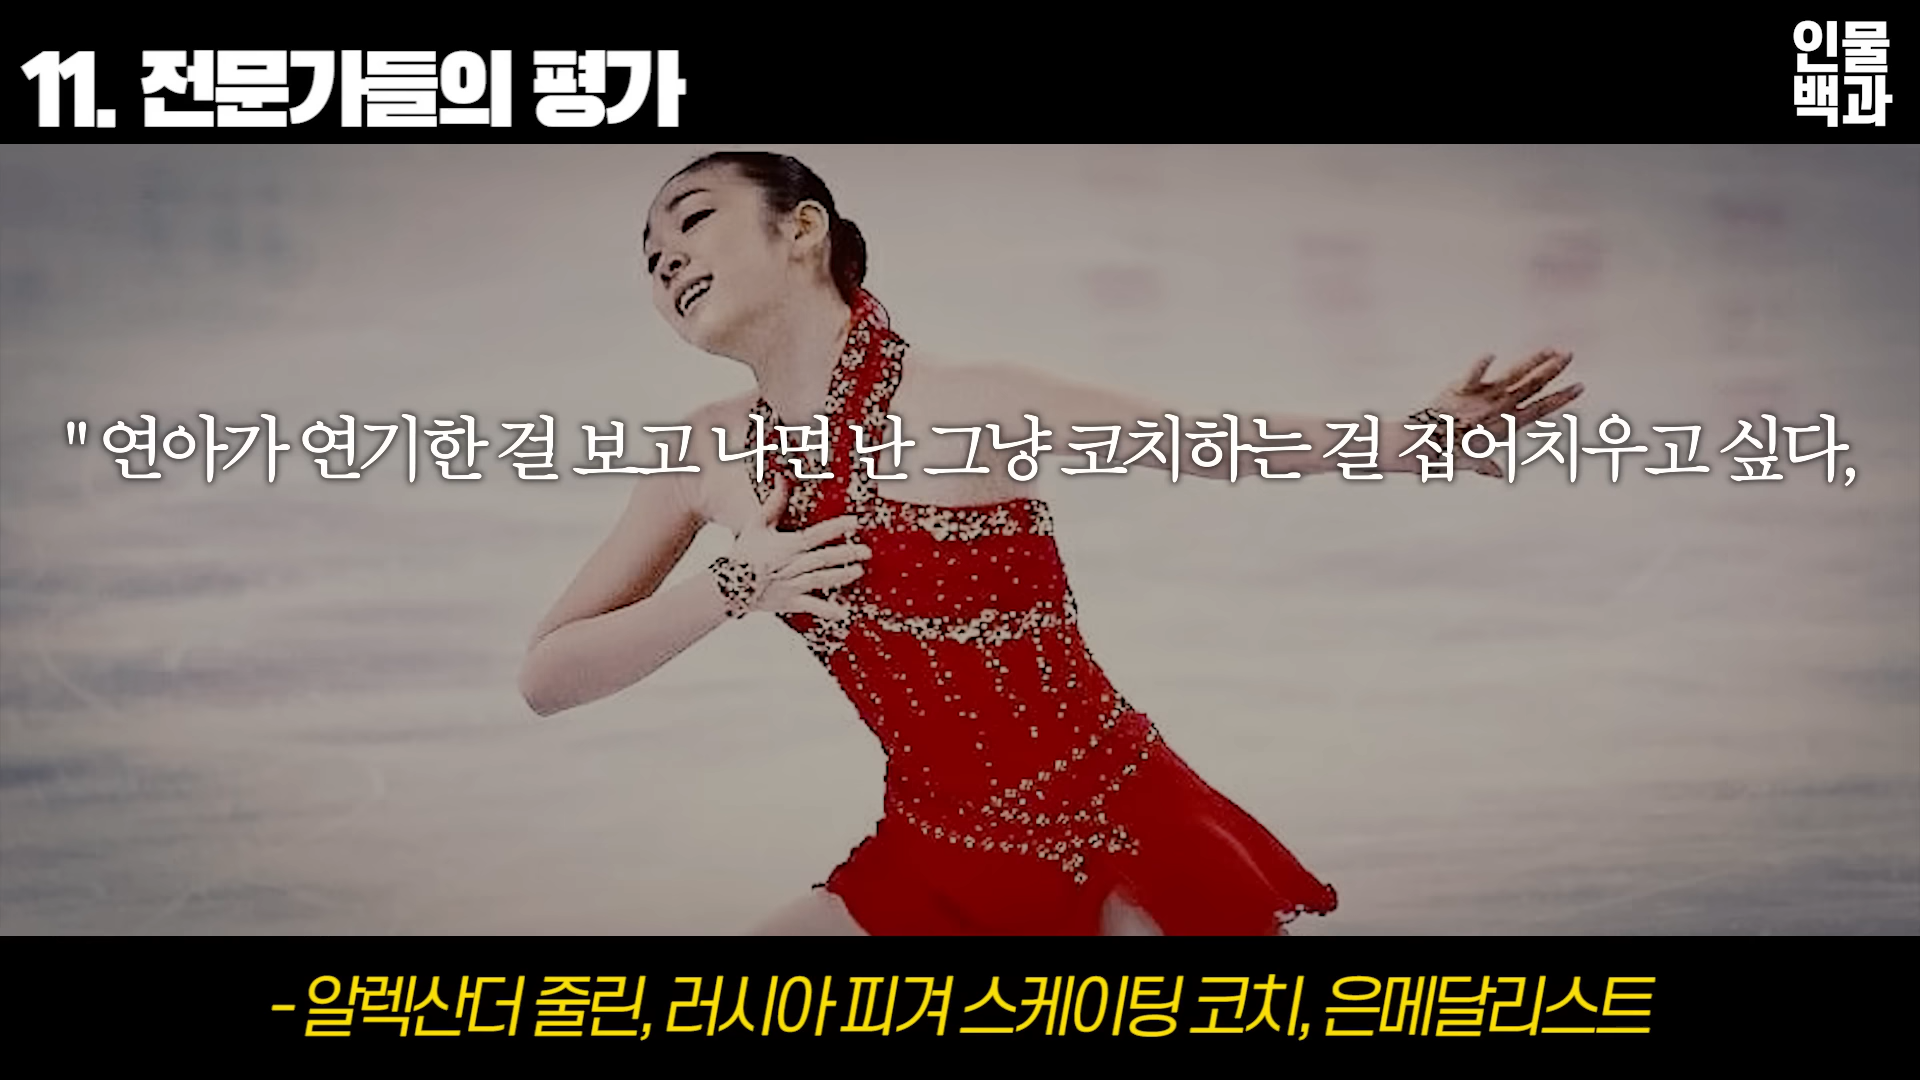 11. 전문가들의 평가
인물
백과
" 연아가 연기한 걸 보고 나면 난 그냥 코치하는 걸 집어치우고 싶다,
- 알렉산더 줄린, 러시아 피겨 스케이팅 코치, 은메달리스트